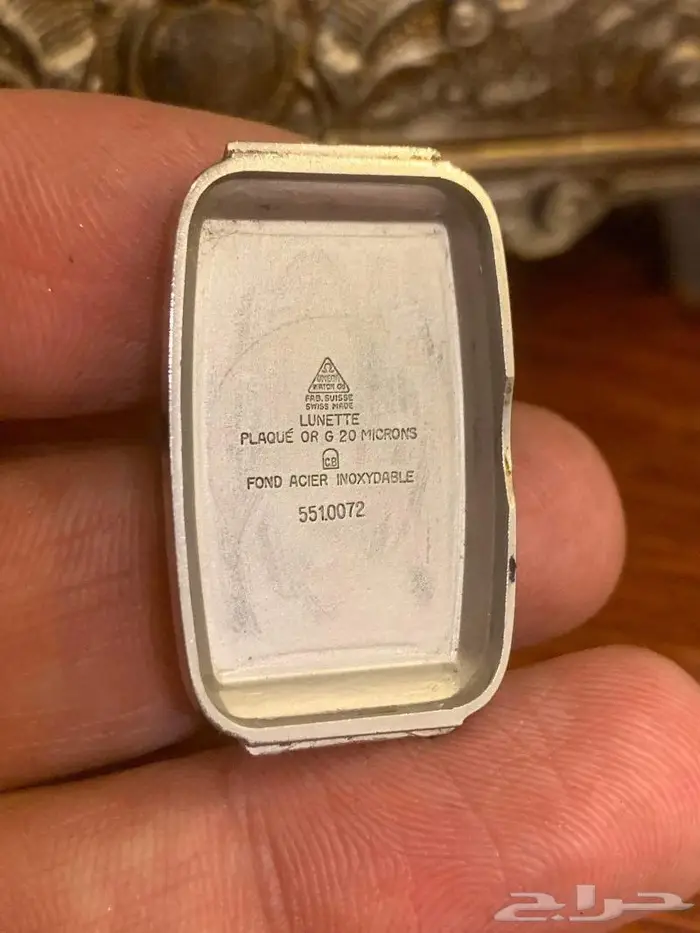 Ω
OMEGA
WATCH CO
FAB. SUISSE
SWISS MADE
LUNETTE
PLAQUÉ OR G 20 MICRONS
CB
FOND ACIER INOXYDABLE
551.0072
حراج